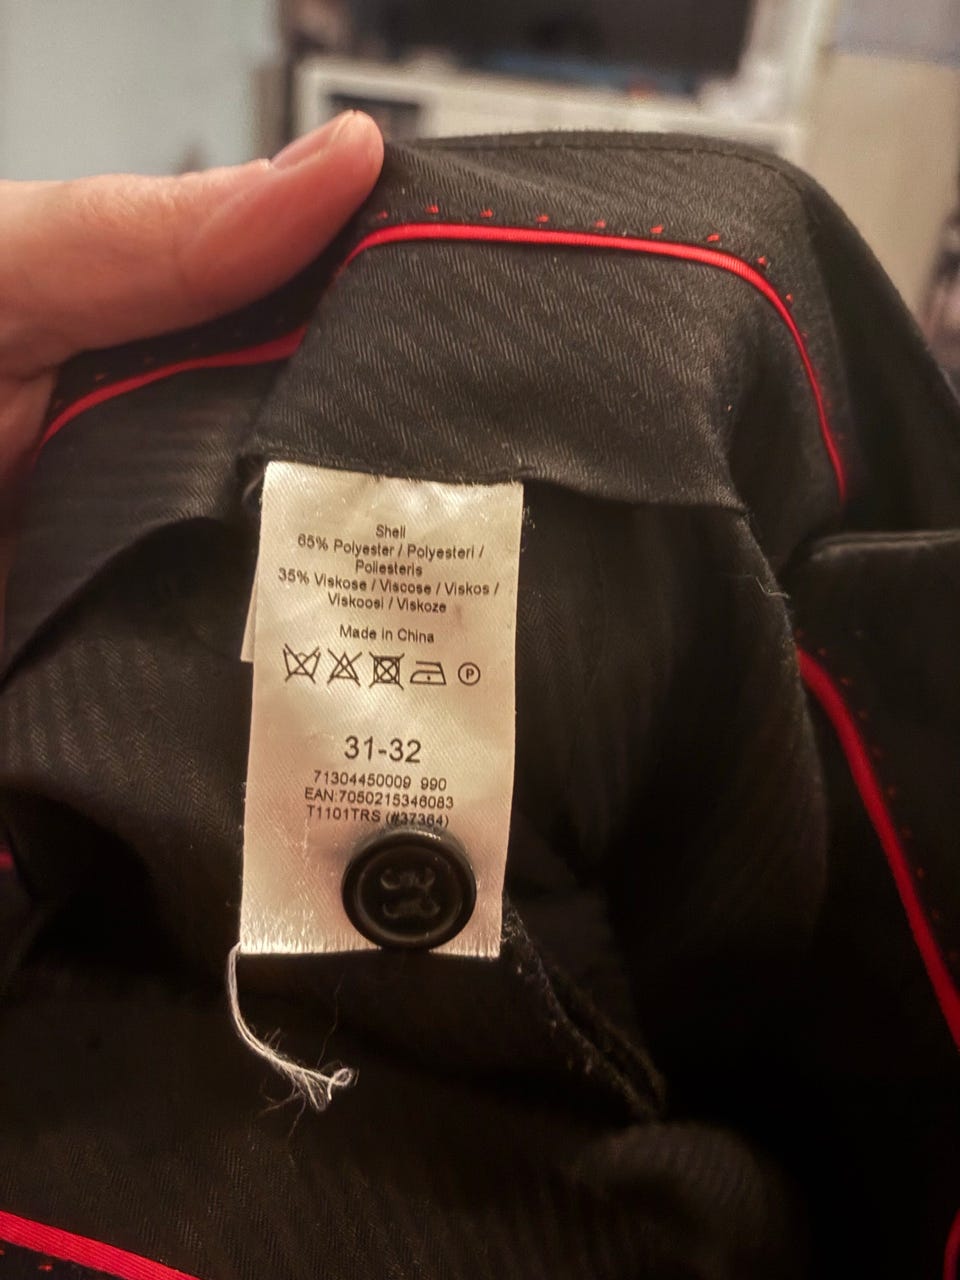 Shell
65% Polyester / Polyesteri /
Poliesteris
35% Viskose / Viscose / Viskos /
Viskoosi / Viskoze
Made in China
P
31-32
71304450009 990
EAN:7050215346083
T1101TRS (#37364)